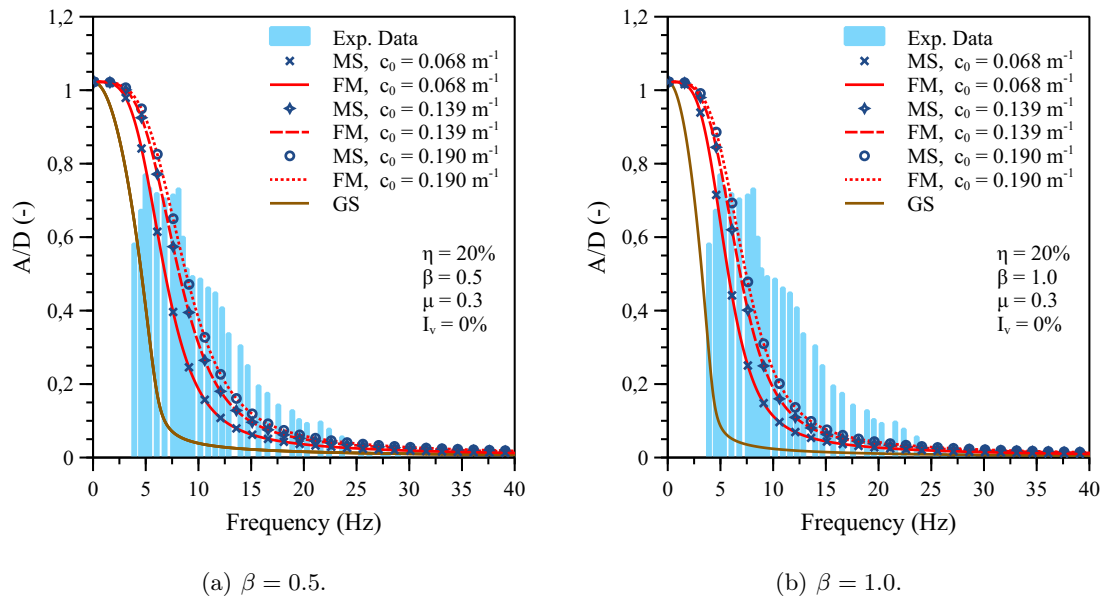 1,2
1
0,8
0,6
0,4
0,2
0
A/D (-)
0 5 10 15 20 25 30 35 40
Frequency (Hz)
Exp. Data
MS, c₀ = 0.068 m⁻¹
FM, c₀ = 0.068 m⁻¹
MS, c₀ = 0.139 m⁻¹
FM, c₀ = 0.139 m⁻¹
MS, c₀ = 0.190 m⁻¹
FM, c₀ = 0.190 m⁻¹
GS
η = 20%
β = 0.5
μ = 0.3
Iᵥ = 0%
(a) β = 0.5.
1,2
1
0,8
0,6
0,4
0,2
0
A/D (-)
0 5 10 15 20 25 30 35 40
Frequency (Hz)
Exp. Data
MS, c₀ = 0.068 m⁻¹
FM, c₀ = 0.068 m⁻¹
MS, c₀ = 0.139 m⁻¹
FM, c₀ = 0.139 m⁻¹
MS, c₀ = 0.190 m⁻¹
FM, c₀ = 0.190 m⁻¹
GS
η = 20%
β = 1.0
μ = 0.3
Iᵥ = 0%
(b) β = 1.0.